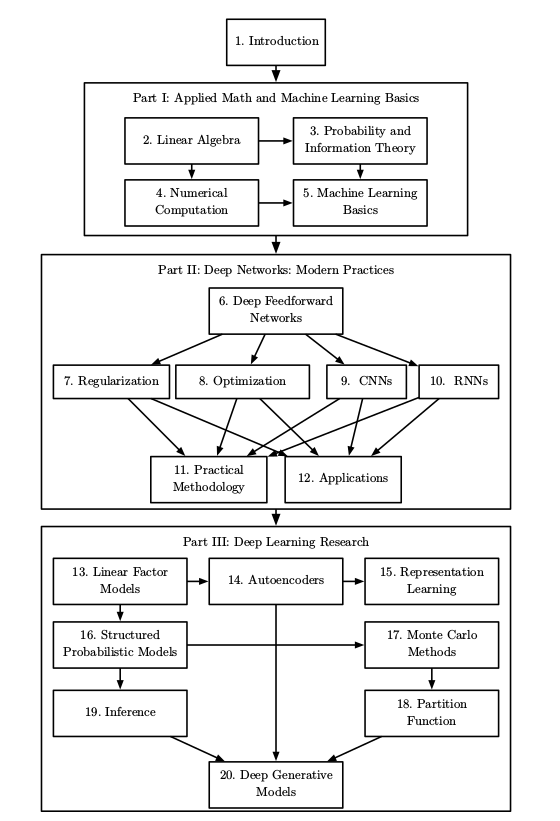 1. Introduction
Part I: Applied Math and Machine Learning Basics
2. Linear Algebra
3. Probability and
Information Theory
4. Numerical
Computation
5. Machine Learning
Basics
Part II: Deep Networks: Modern Practices
6. Deep Feedforward
Networks
7. Regularization
8. Optimization
9. CNNs
10. RNNs
11. Practical
Methodology
12. Applications
Part III: Deep Learning Research
13. Linear Factor
Models
14. Autoencoders
15. Representation
Learning
16. Structured
Probabilistic Models
17. Monte Carlo
Methods
19. Inference
18. Partition
Function
20. Deep Generative
Models